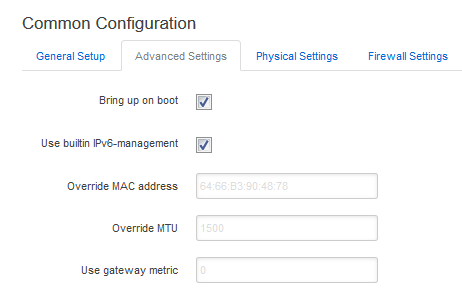 Common Configuration
General Setup Advanced Settings Physical Settings Firewall Settings
Bring up on boot
Use builtin IPv6-management
Override MAC address 64:66:B3:90:48:78
Override MTU 1500
Use gateway metric 0